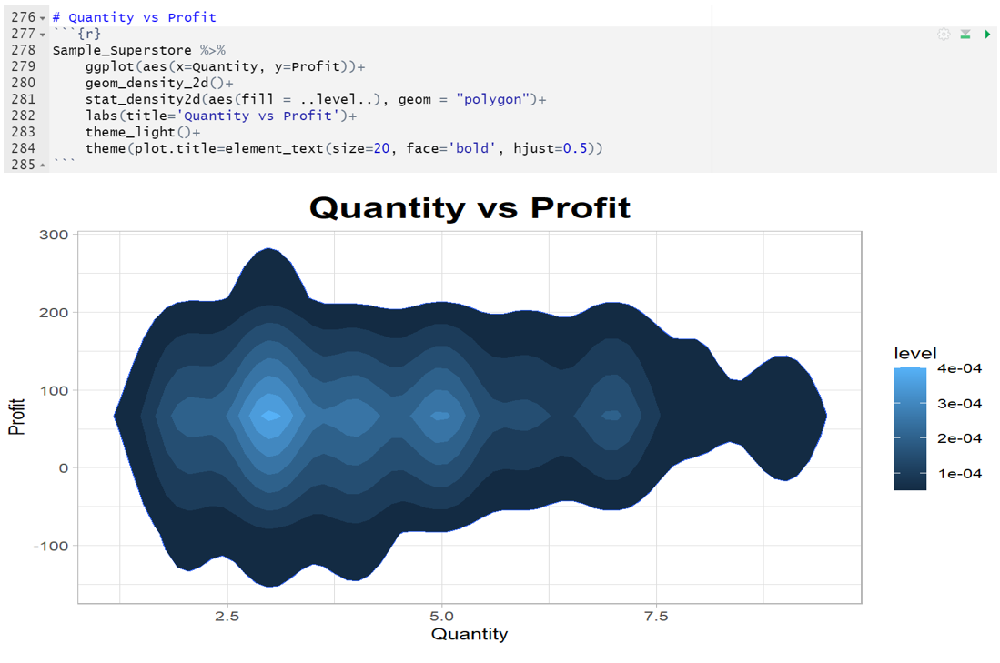 276 # Quantity vs Profit
277 ```{r}
278 Sample_Superstore %>%
279 ggplot(aes(x=Quantity, y=Profit))+
280 geom_density_2d()+
281 stat_density2d(aes(fill = ..level..), geom = "polygon")+
282 labs(title='Quantity vs Profit')+
283 theme_light()+
284 theme(plot.title=element_text(size=20, face='bold', hjust=0.5))
285 ```
Quantity vs Profit
300
200
100
0
-100
Profit
2.5 5.0 7.5
Quantity
level
4e-04
3e-04
2e-04
1e-04